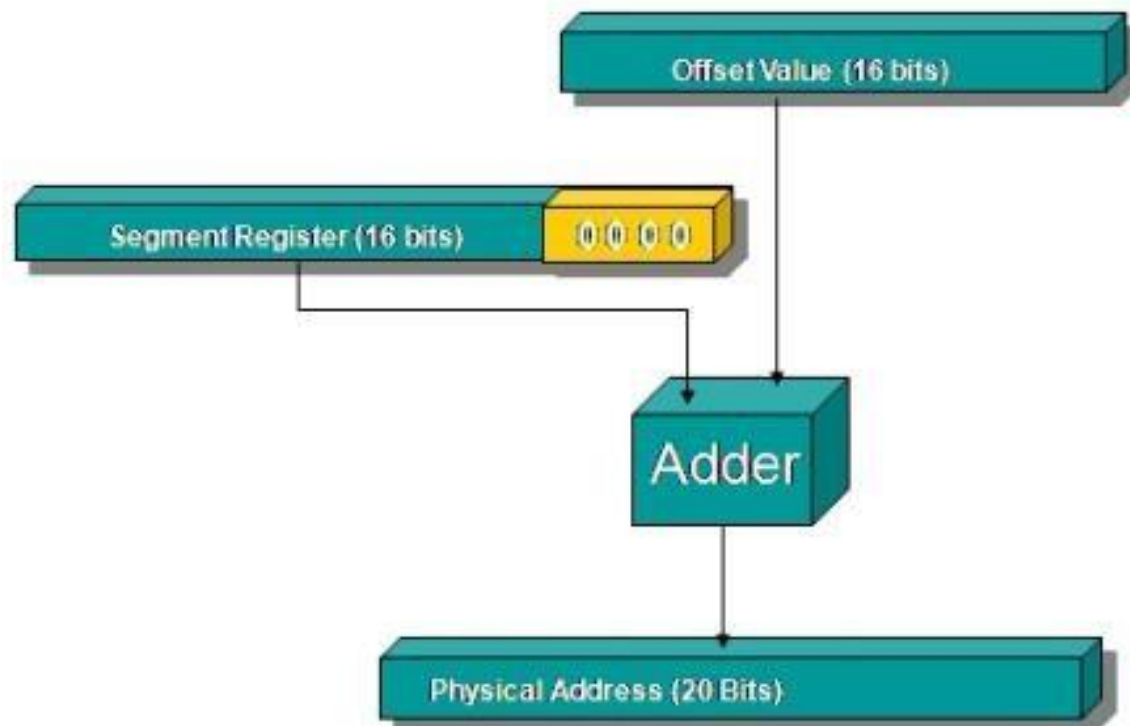 Offset Value (16 bits)
Segment Register (16 bits)
0 0 0 0
Adder
Physical Address (20 Bits)